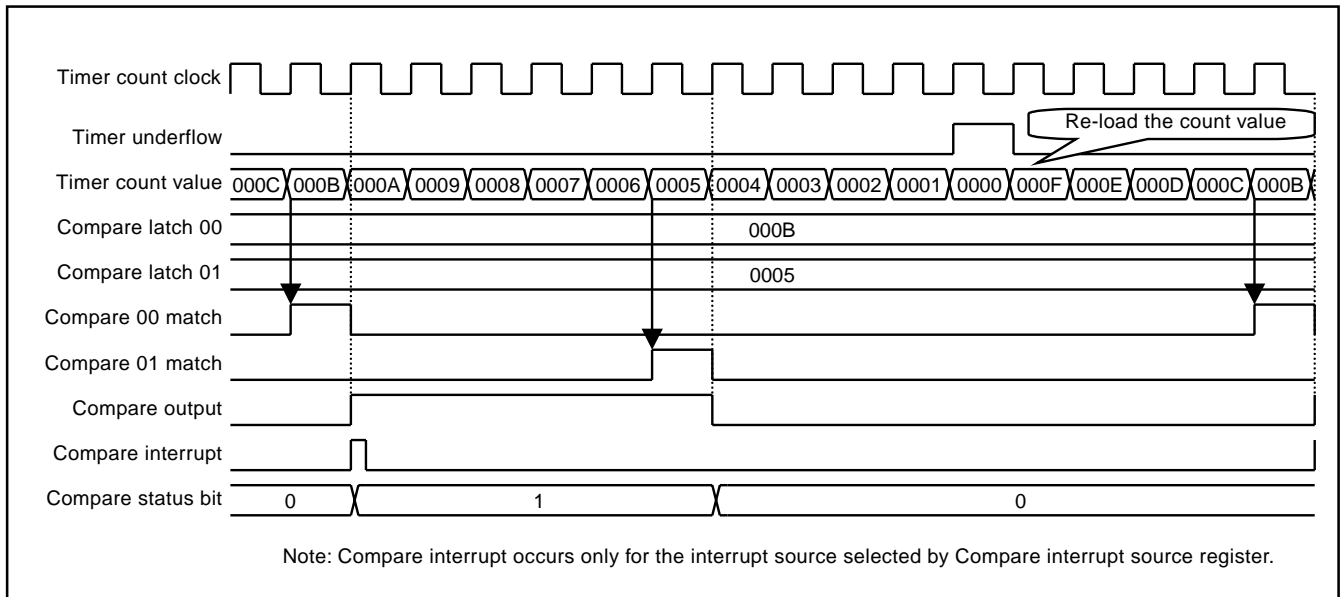 Timer count clock
Timer underflow
Re-load the count value
Timer count value 000C 000B 000A 0009 0008 0007 0006 0005 0004 0003 0002 0001 0000 000F 000E 000D 000C 000B
Compare latch 00 000B
Compare latch 01 0005
Compare 00 match
Compare 01 match
Compare output
Compare interrupt
Compare status bit 0 1 0
Note: Compare interrupt occurs only for the interrupt source selected by Compare interrupt source register.